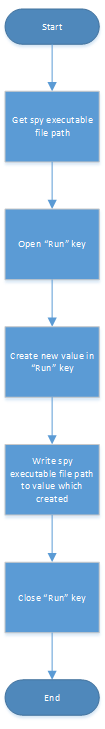 Start
Get spy executable
file path
Open “Run” key
Create new value in
“Run” key
Write spy
executable file path
to value which
created
Close “Run” key
End